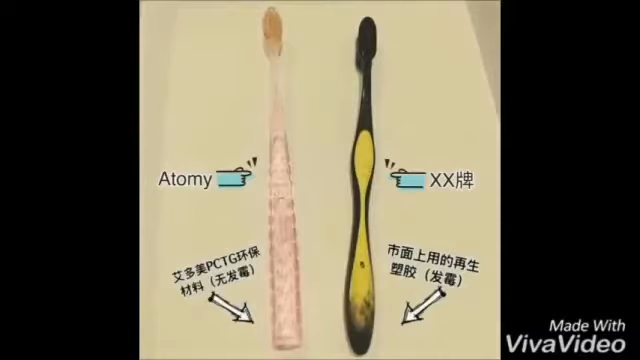 Atomy
XX牌
艾多美PCTG环保
材料（无发霉）
市面上用的再生
塑胶（发霉）
Made With
VivaVideo